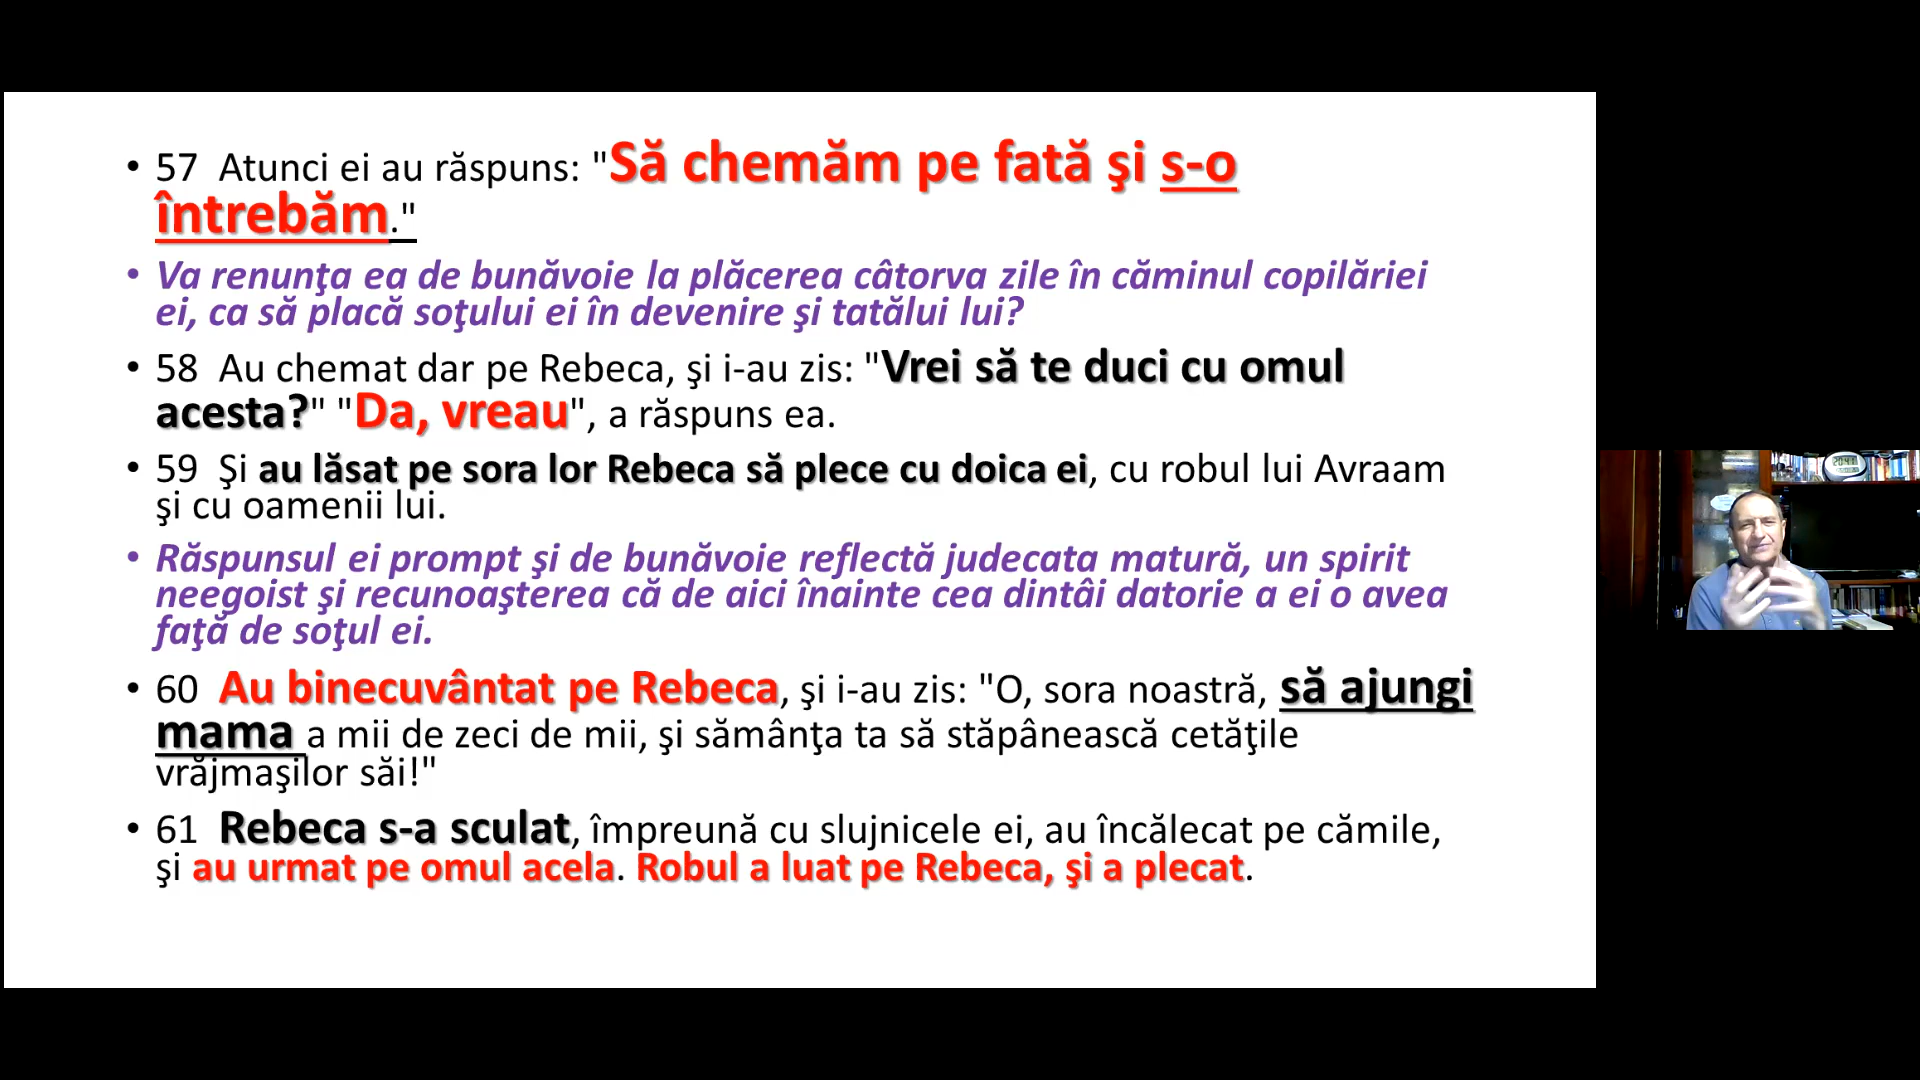 • 57 Atunci ei au răspuns: "Să chemăm pe fată şi s-o
întrebăm."
• Va renunţa ea de bunăvoie la plăcerea câtorva zile în căminul copilăriei
ei, ca să placă soţului ei în devenire şi tatălui lui?
• 58 Au chemat dar pe Rebeca, şi i-au zis: "Vrei să te duci cu omul
acesta?" "Da, vreau", a răspuns ea.
• 59 Şi au lăsat pe sora lor Rebeca să plece cu doica ei, cu robul lui Avraam
şi cu oamenii lui.
• Răspunsul ei prompt şi de bunăvoie reflectă judecata matură, un spirit
neegoist şi recunoaşterea că de aici înainte cea dintâi datorie a ei o avea
faţă de soţul ei.
• 60 Au binecuvântat pe Rebeca, şi i-au zis: "O, sora noastră, să ajungi
mama a mii de zeci de mii, şi sămânţa ta să stăpânească cetăţile
vrăjmaşilor săi!"
• 61 Rebeca s-a sculat, împreună cu slujnicele ei, au încălecat pe cămile,
şi au urmat pe omul acela. Robul a luat pe Rebeca, şi a plecat.